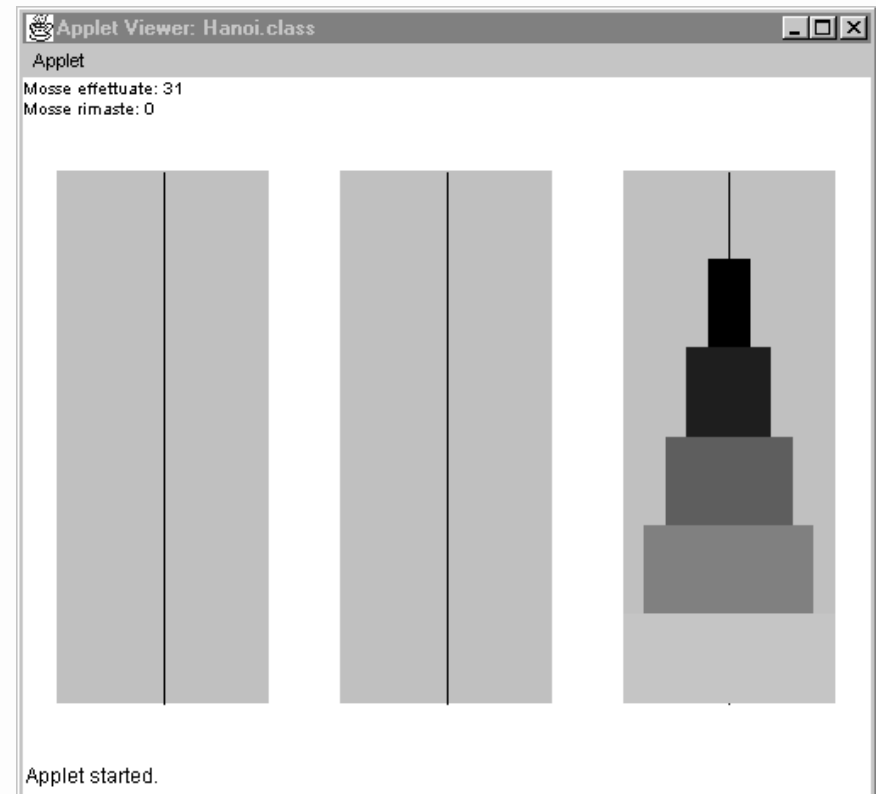 Applet Viewer: Hanoi.class
Applet
Mosse effettuate: 31
Mosse rimaste: 0
Applet started.